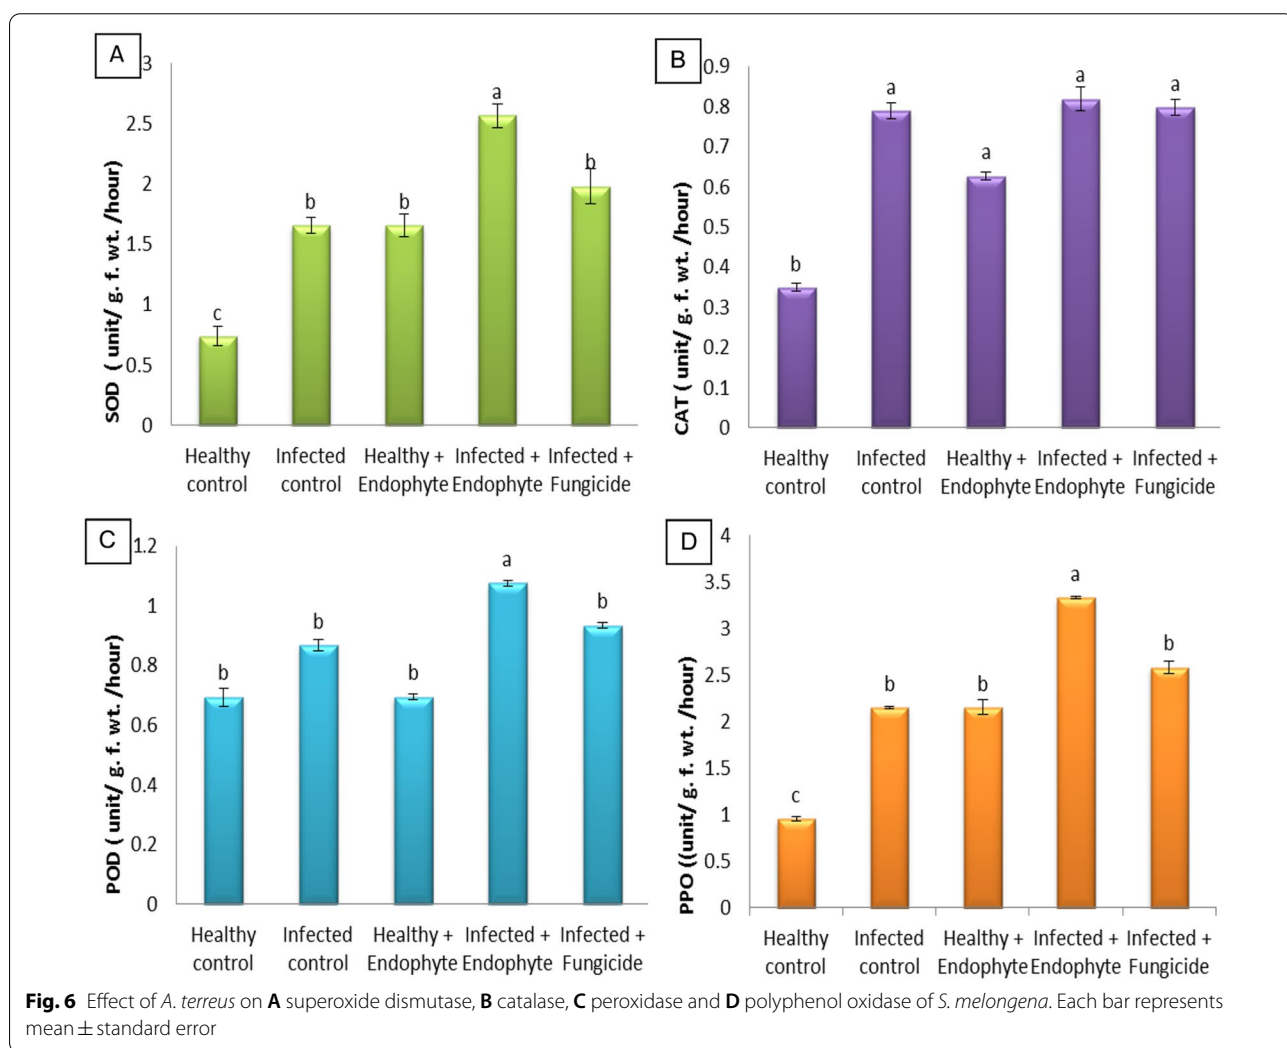 A
3
2.5
2
1.5
1
0.5
0
SOD ( unit/ g. f. wt. /hour)
c
b
b
a
b
Healthy control
Infected control
Healthy + Endophyte
Infected + Endophyte
Infected + Fungicide
B
0.9
0.8
0.7
0.6
0.5
0.4
0.3
0.2
0.1
0
CAT ( unit/ g. f. wt. /hour)
b
a
a
a
a
Healthy control
Infected control
Healthy + Endophyte
Infected + Endophyte
Infected + Fungicide
C
1.2
1
0.8
0.6
0.4
0.2
0
POD ( unit/ g. f. wt. /hour)
b
b
b
a
b
Healthy control
Infected control
Healthy + Endophyte
Infected + Endophyte
Infected + Fungicide
D
4
3.5
3
2.5
2
1.5
1
0.5
0
PPO ((unit/ g. f. wt. /hour)
c
b
b
a
b
Healthy control
Infected control
Healthy + Endophyte
Infected + Endophyte
Infected + Fungicide
Fig. 6 Effect of A. terreus on A superoxide dismutase, B catalase, C peroxidase and D polyphenol oxidase of S. melongena. Each bar represents
mean ± standard error